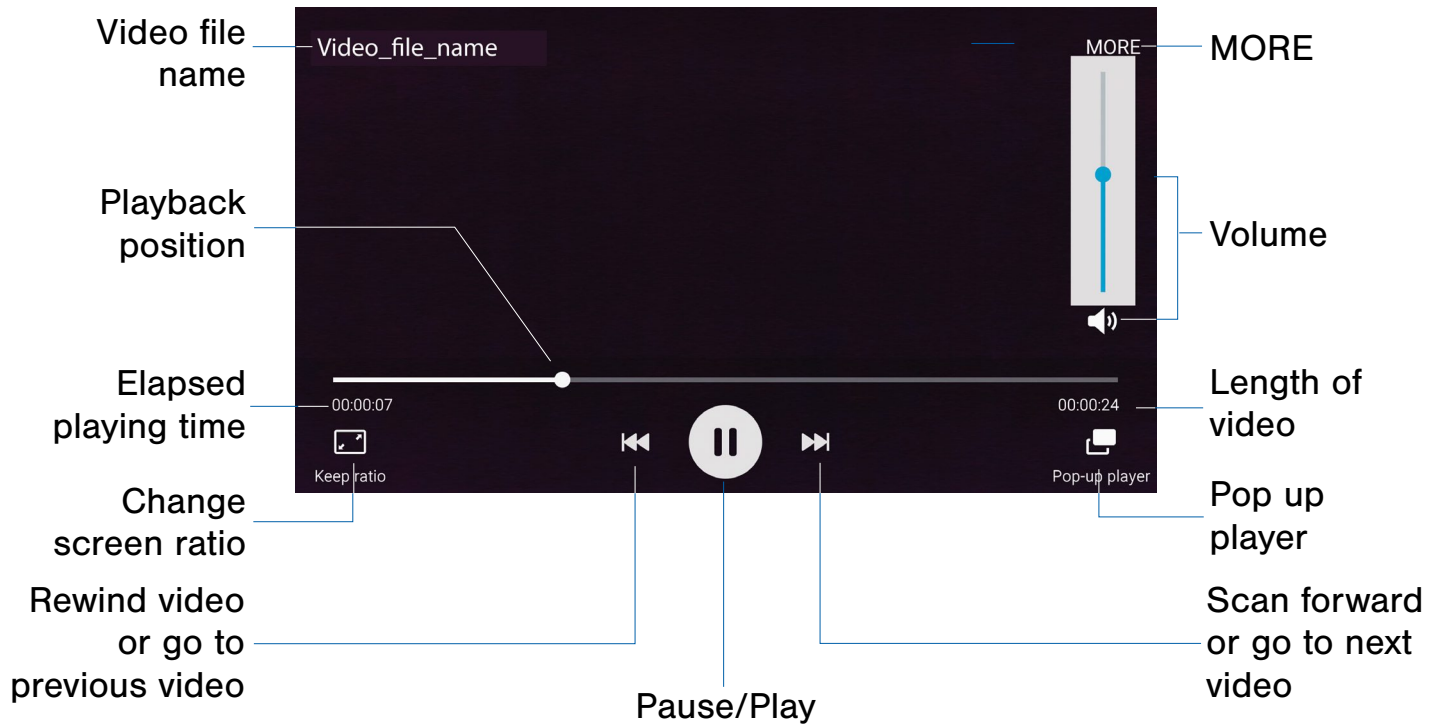 Video file
name
Video_file_name
MORE
MORE
Playback
position
Volume
Elapsed
playing time
00:00:07
00:00:24
Length of
video
Keep ratio
Pop-up player
Change
screen ratio
Pop up
player
Rewind video
or go to
previous video
Scan forward
or go to next
video
Pause/Play